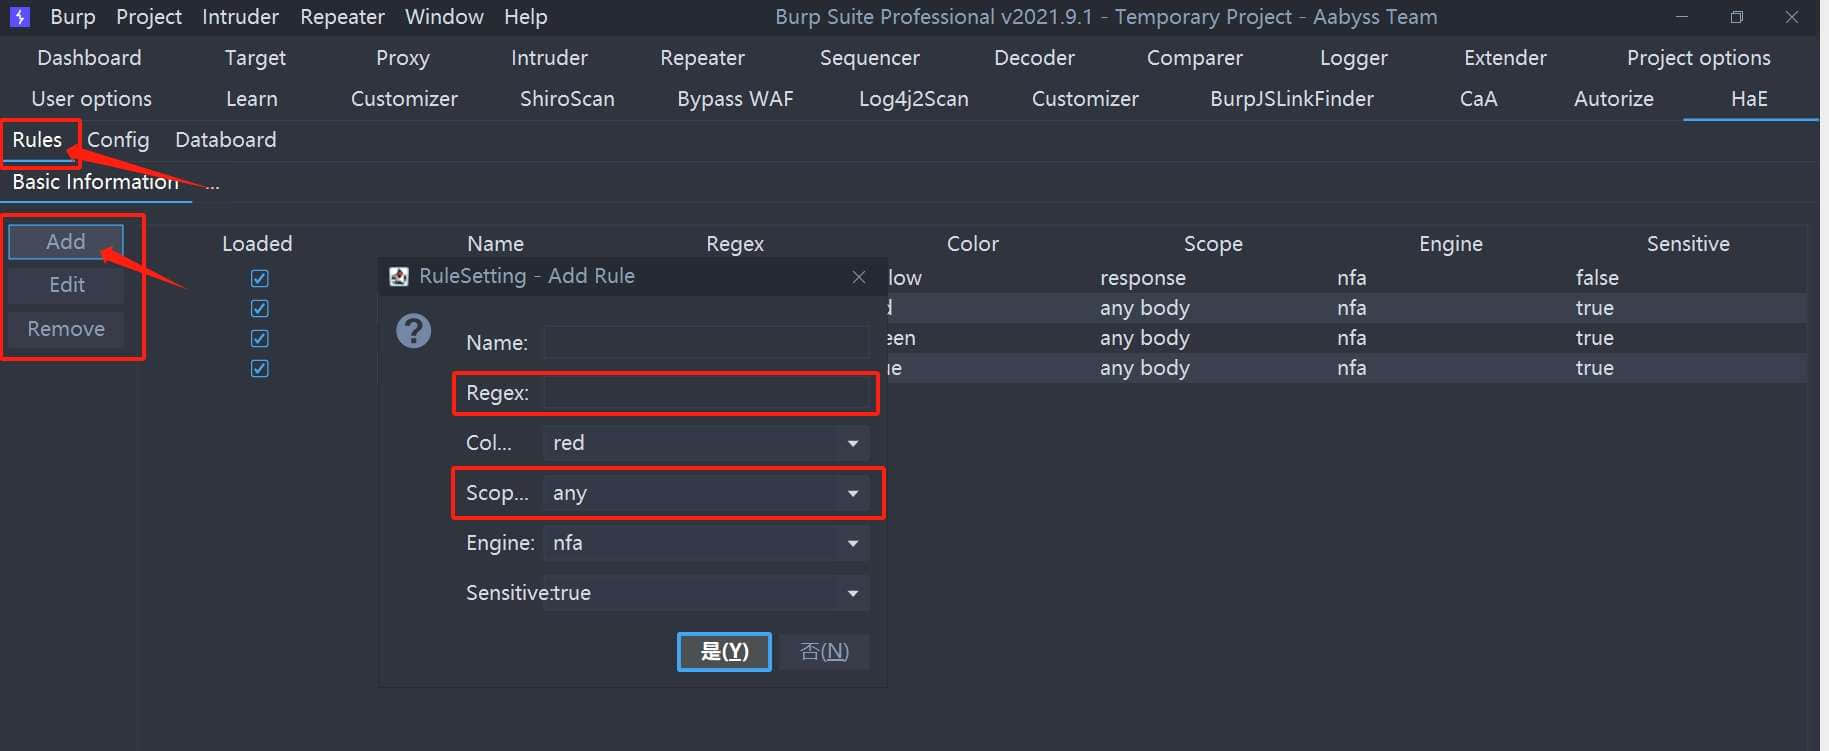 Burp Project Intruder Repeater Window Help Burp Suite Professional v2021.9.1 - Temporary Project - Aabyss Team
Dashboard Target Proxy Intruder Repeater Sequencer Decoder Comparer Logger Extender Project options
User options Learn Customizer ShiroScan Bypass WAF Log4j2Scan Customizer BurpJSLinkFinder CaA Autorize HaE
Rules Config Databoard
Basic Information ...
Add
Edit
Remove
Loaded Name Regex Color Scope Engine Sensitive
low response nfa false
d any body nfa true
een any body nfa true
ue any body nfa true
RuleSetting - Add Rule
Name:
Regex:
Col... red
Scop... any
Engine: nfa
Sensitive:true
是(Y) 否(N)